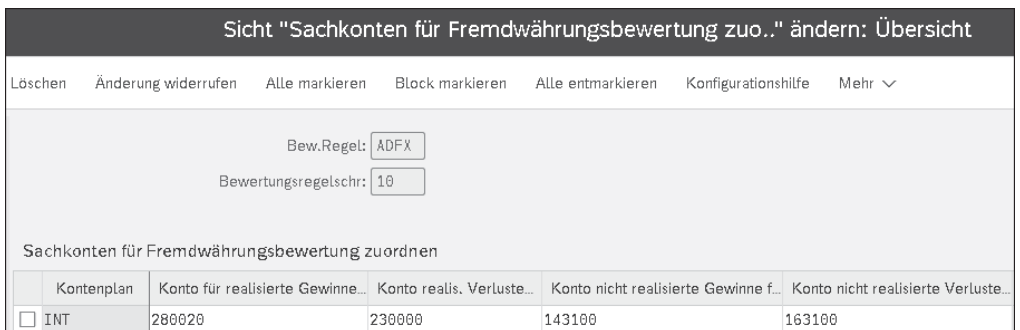 Sicht "Sachkonten für Fremdwährungsbewertung zuo.." ändern: Übersicht
Löschen Änderung widerrufen Alle markieren Block markieren Alle entmarkieren Konfigurationshilfe Mehr
Bew.Regel: ADFX
Bewertungsregelschr: 10
Sachkonten für Fremdwährungsbewertung zuordnen
Kontenplan Konto für realisierte Gewinne... Konto realis. Verluste... Konto nicht realisierte Gewinne f... Konto nicht realisierte Verluste...
INT 280020 230000 143100 163100